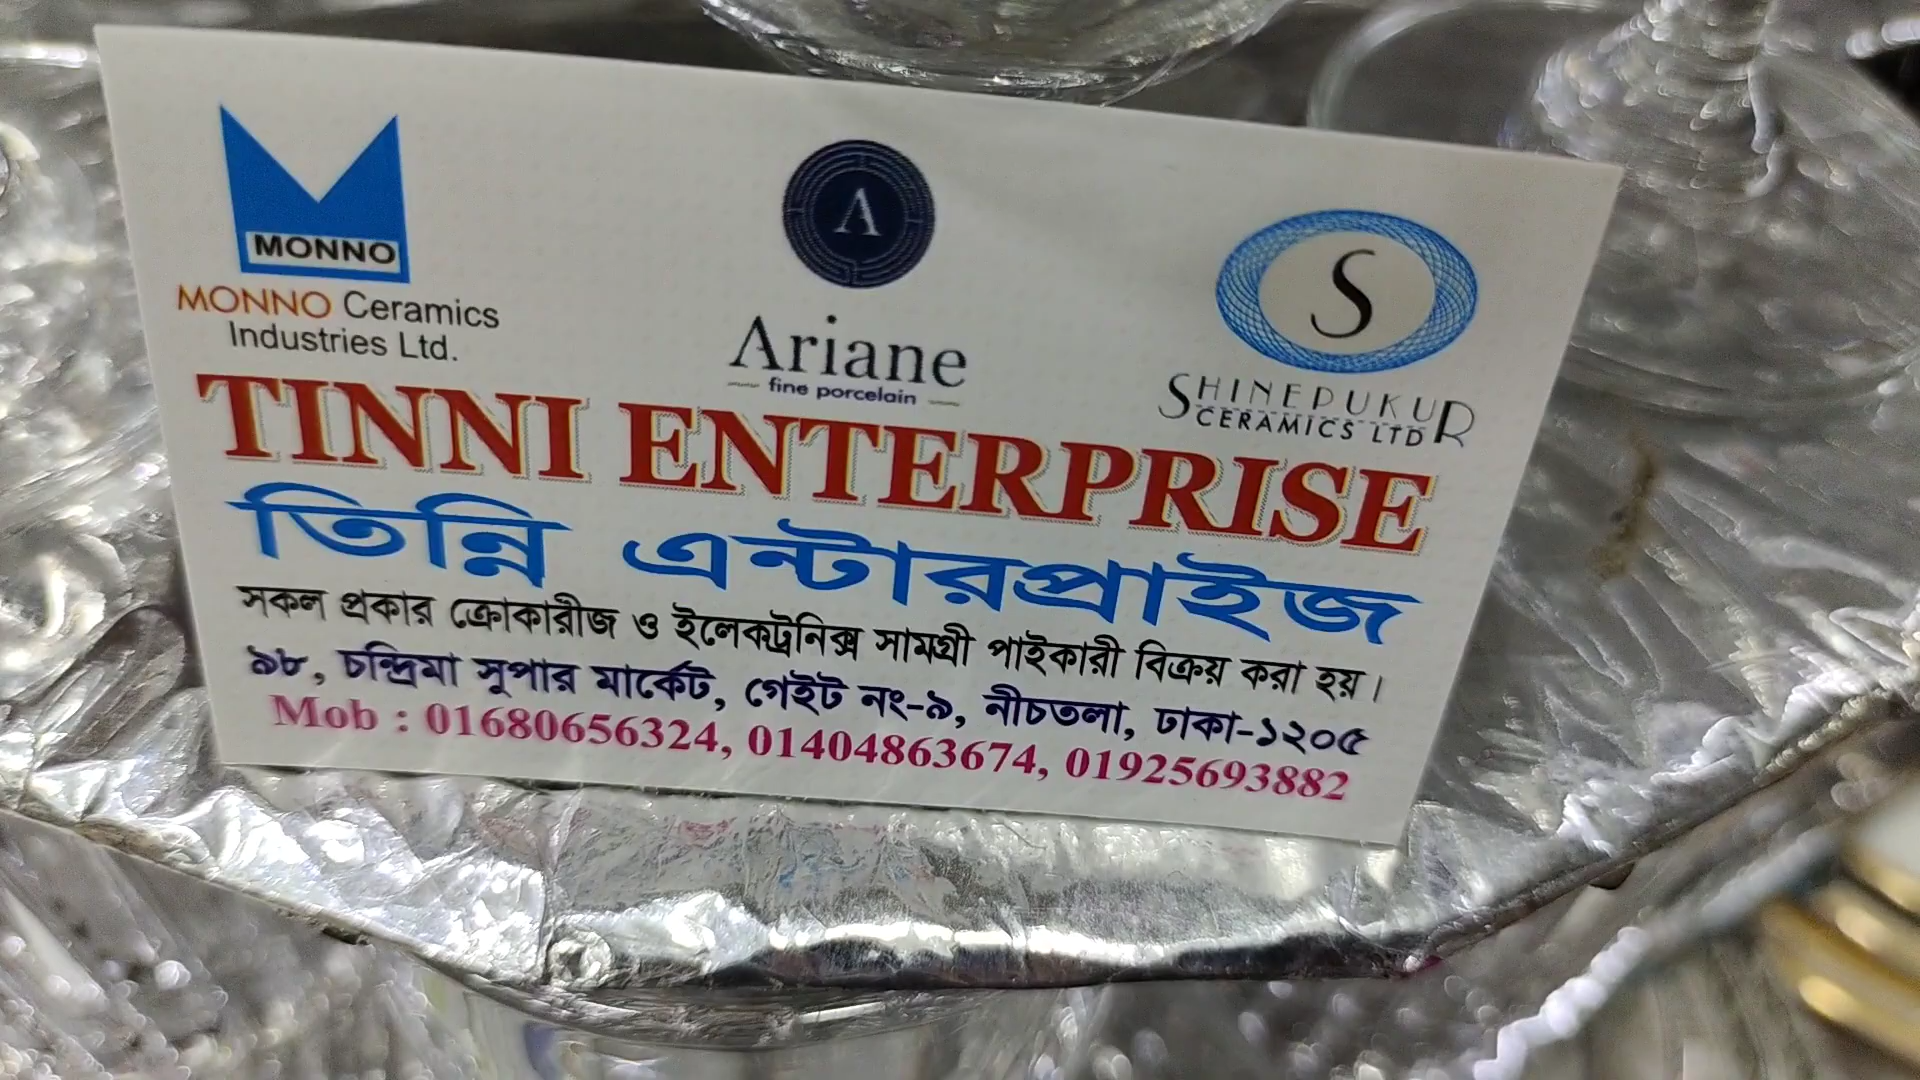 MONNO
MONNO Ceramics
Industries Ltd.
A
Ariane
fine porcelain
S
SHINEPUKUR
CERAMICS LTD
TINNI ENTERPRISE
তিন্নি এন্টারপ্রাইজ
সকল প্রকার ক্রোকারীজ ও ইলেকট্রনিক্স সামগ্রী পাইকারী বিক্রয় করা হয়।
৯৮, চন্দ্রিমা সুপার মার্কেট, গেইট নং-৯, নীচতলা, ঢাকা-১২০৫
Mob : 01680656324, 01404863674, 01925693882